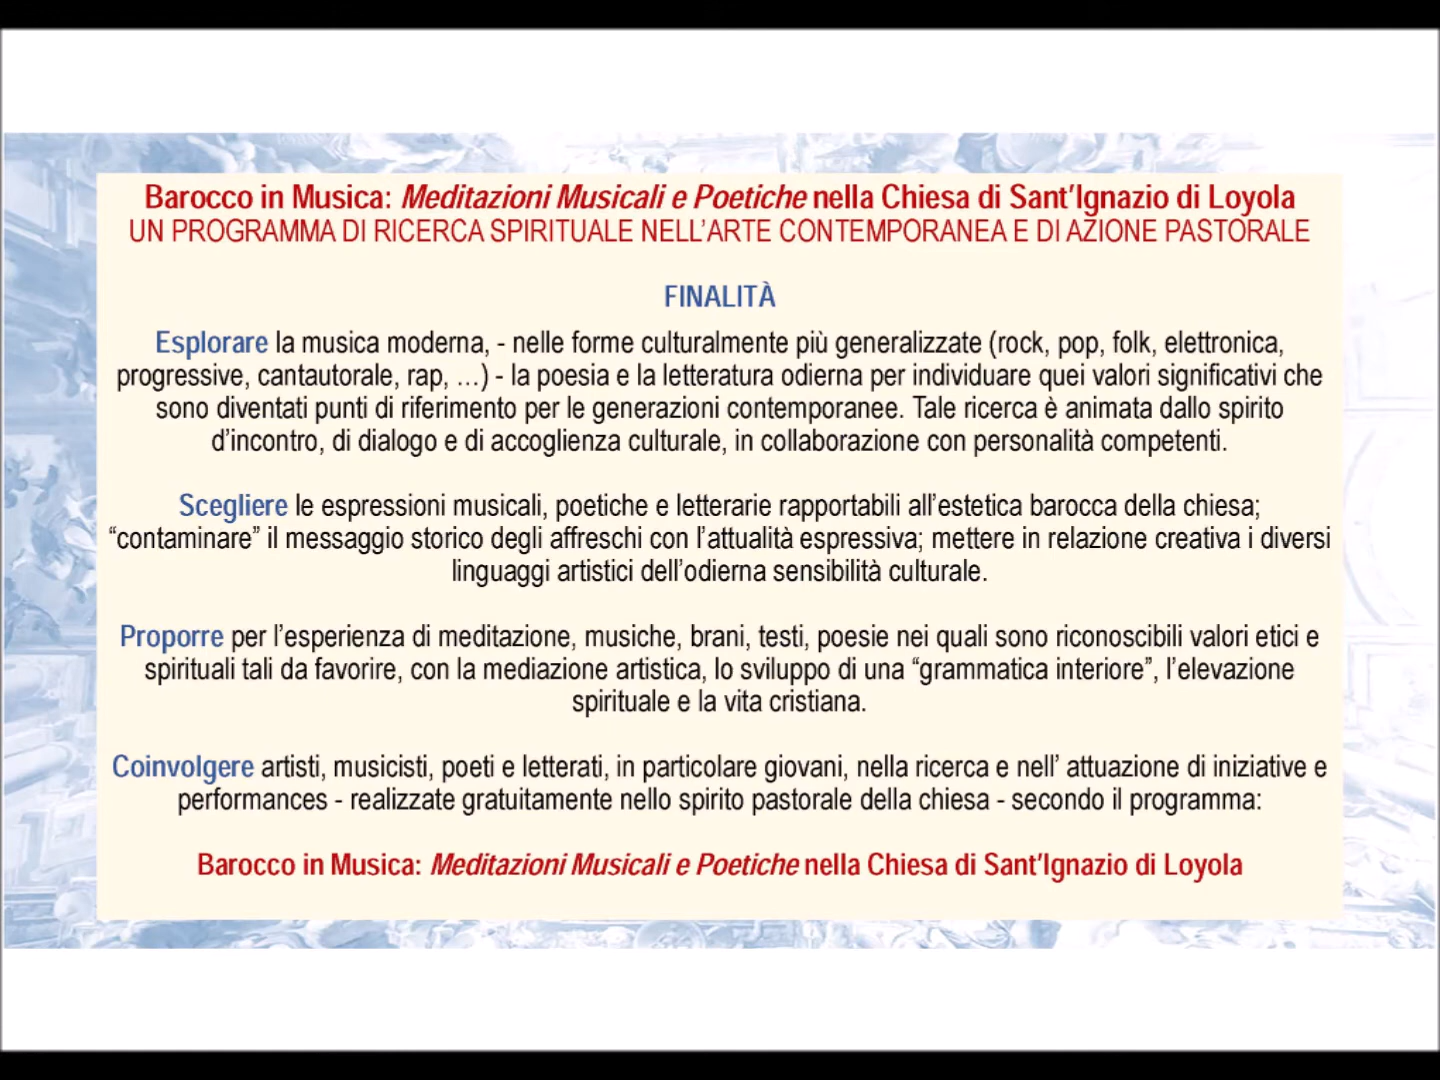 Barocco in Musica: Meditazioni Musicali e Poetiche nella Chiesa di Sant’Ignazio di Loyola
UN PROGRAMMA DI RICERCA SPIRITUALE NELL’ARTE CONTEMPORANEA E DI AZIONE PASTORALE
FINALITÀ
Esplorare la musica moderna, - nelle forme culturalmente più generalizzate (rock, pop, folk, elettronica,
progressive, cantautorale, rap, …) - la poesia e la letteratura odierna per individuare quei valori significativi che
sono diventati punti di riferimento per le generazioni contemporanee. Tale ricerca è animata dallo spirito
d’incontro, di dialogo e di accoglienza culturale, in collaborazione con personalità competenti.
Scegliere le espressioni musicali, poetiche e letterarie rapportabili all’estetica barocca della chiesa;
“contaminare” il messaggio storico degli affreschi con l’attualità espressiva; mettere in relazione creativa i diversi
linguaggi artistici dell’odierna sensibilità culturale.
Proporre per l’esperienza di meditazione, musiche, brani, testi, poesie nei quali sono riconoscibili valori etici e
spirituali tali da favorire, con la mediazione artistica, lo sviluppo di una “grammatica interiore”, l’elevazione
spirituale e la vita cristiana.
Coinvolgere artisti, musicisti, poeti e letterati, in particolare giovani, nella ricerca e nell’ attuazione di iniziative e
performances - realizzate gratuitamente nello spirito pastorale della chiesa - secondo il programma:
Barocco in Musica: Meditazioni Musicali e Poetiche nella Chiesa di Sant’Ignazio di Loyola